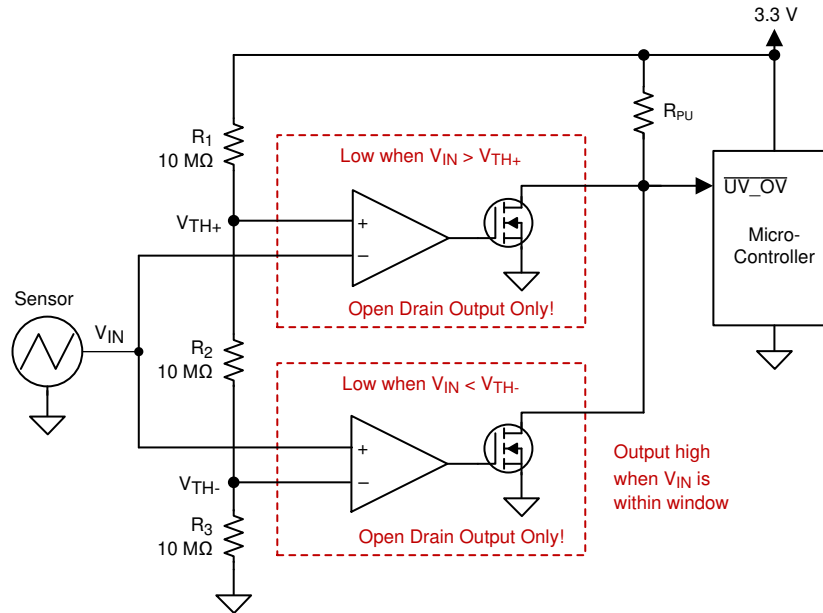 3.3 V
R1
10 MΩ
RPU
Low when VIN > VTH+
UV_OV
VTH+
+
−
Micro-
Controller
Open Drain Output Only!
Sensor
VIN
R2
10 MΩ
Low when VIN < VTH-
+
−
VTH-
Output high
when VIN is
within window
R3
10 MΩ
Open Drain Output Only!